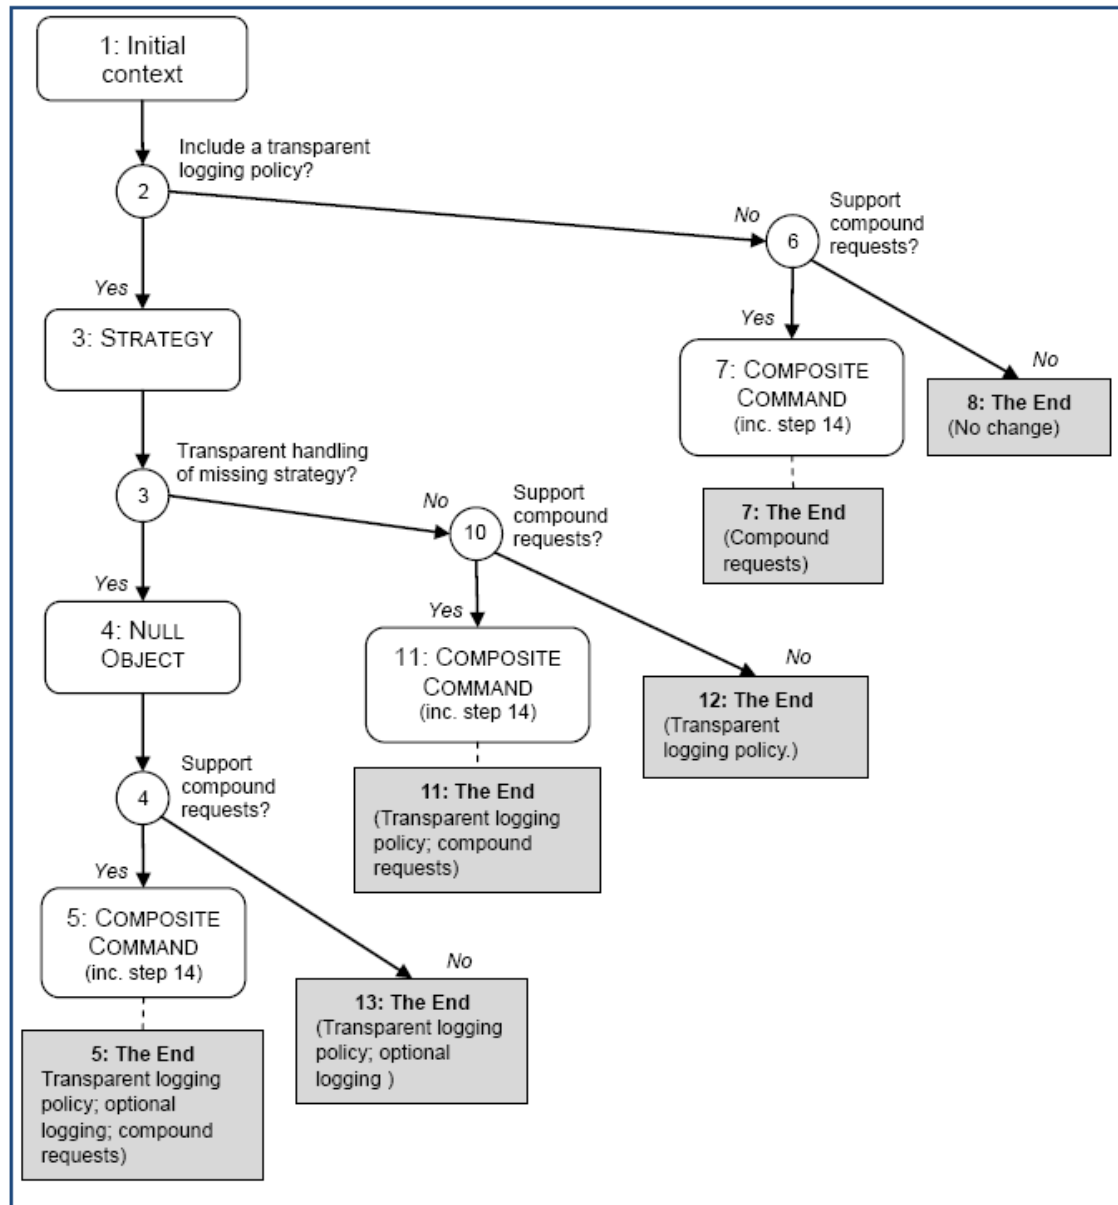 1: Initial
context
Include a transparent
logging policy?
2
No
Support
compound
requests?
6
Yes
3: STRATEGY
Yes
7: COMPOSITE
COMMAND
(inc. step 14)
No
8: The End
(No change)
7: The End
(Compound
requests)
Transparent handling
of missing strategy?
3
No
Support
compound
requests?
10
Yes
4: NULL
OBJECT
Yes
11: COMPOSITE
COMMAND
(inc. step 14)
No
12: The End
(Transparent
logging policy.)
11: The End
(Transparent logging
policy; compound
requests)
Support
compound
requests?
4
Yes
5: COMPOSITE
COMMAND
(inc. step 14)
No
13: The End
(Transparent logging
policy; optional
logging )
5: The End
Transparent logging
policy; optional
logging; compound
requests)